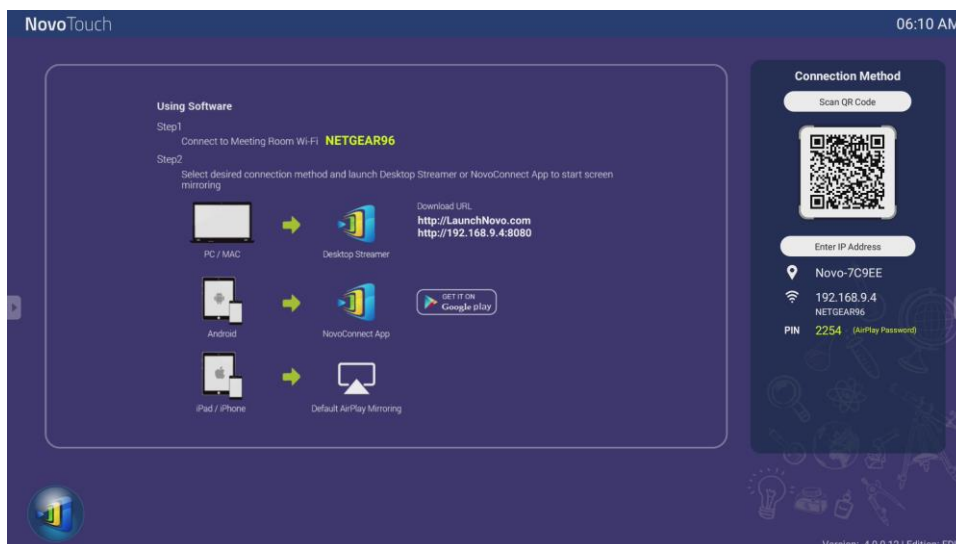 NovoTouch
06:10 AM
Using Software
Step1
Connect to Meeting Room Wi-Fi NETGEAR96
Step2
Select desired connection method and launch Desktop Streamer or NovoConnect App to start screen
mirroring
Download URL
http://LaunchNovo.com
http://192.168.9.4:8080
PC / MAC
Desktop Streamer
GET IT ON
Google play
Android
NovoConnect App
iPad / iPhone
Default AirPlay Mirroring
Connection Method
Scan QR Code
Enter IP Address
Novo-7C9EE
192.168.9.4
NETGEAR96
PIN 2254 (AirPlay Password)